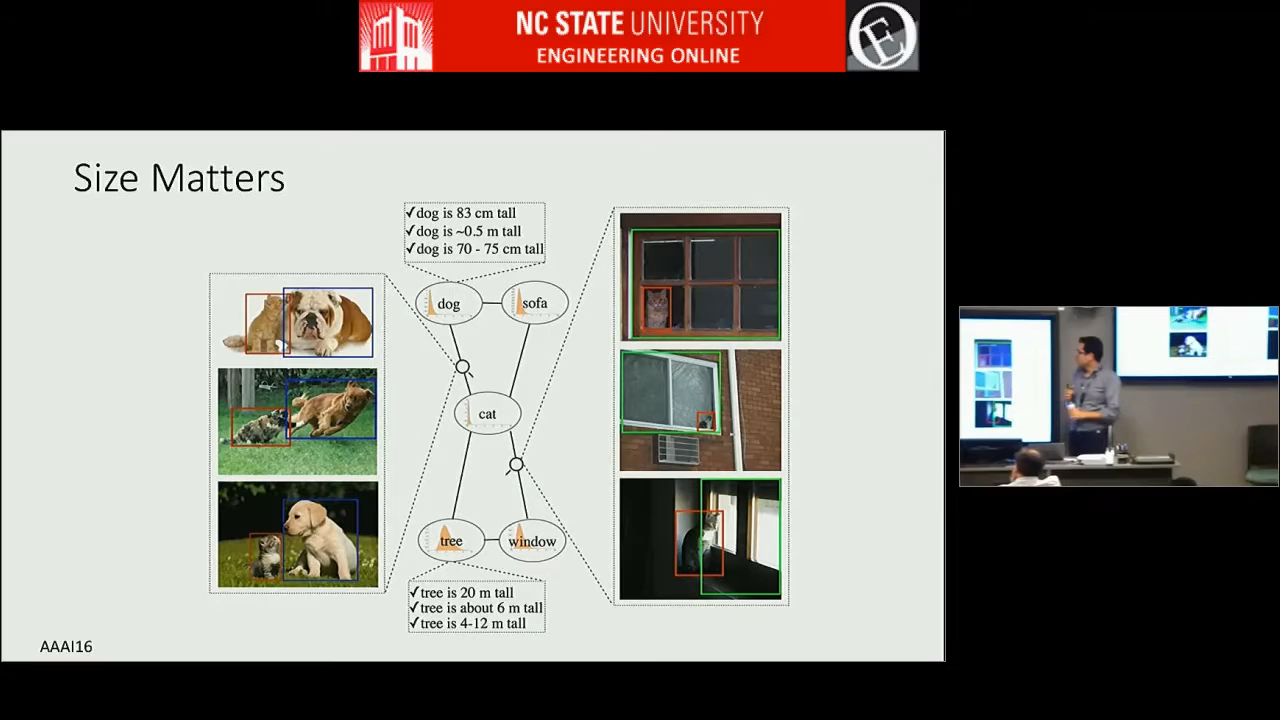 NC STATE UNIVERSITY
ENGINEERING ONLINE
Size Matters
✓dog is 83 cm tall
✓dog is ~0.5 m tall
✓dog is 70 - 75 cm tall
dog
sofa
cat
tree
window
✓tree is 20 m tall
✓tree is about 6 m tall
✓tree is 4-12 m tall
AAAI16